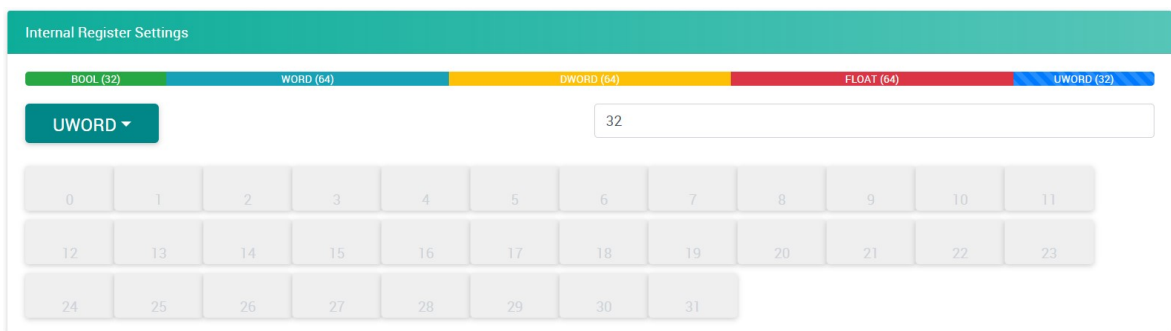 Internal Register Settings
BOOL (32) WORD (64) DWORD (64) FLOAT (64) UWORD (32)
UWORD 32
0 1 2 3 4 5 6 7 8 9 10 11
12 13 14 15 16 17 18 19 20 21 22 23
24 25 26 27 28 29 30 31